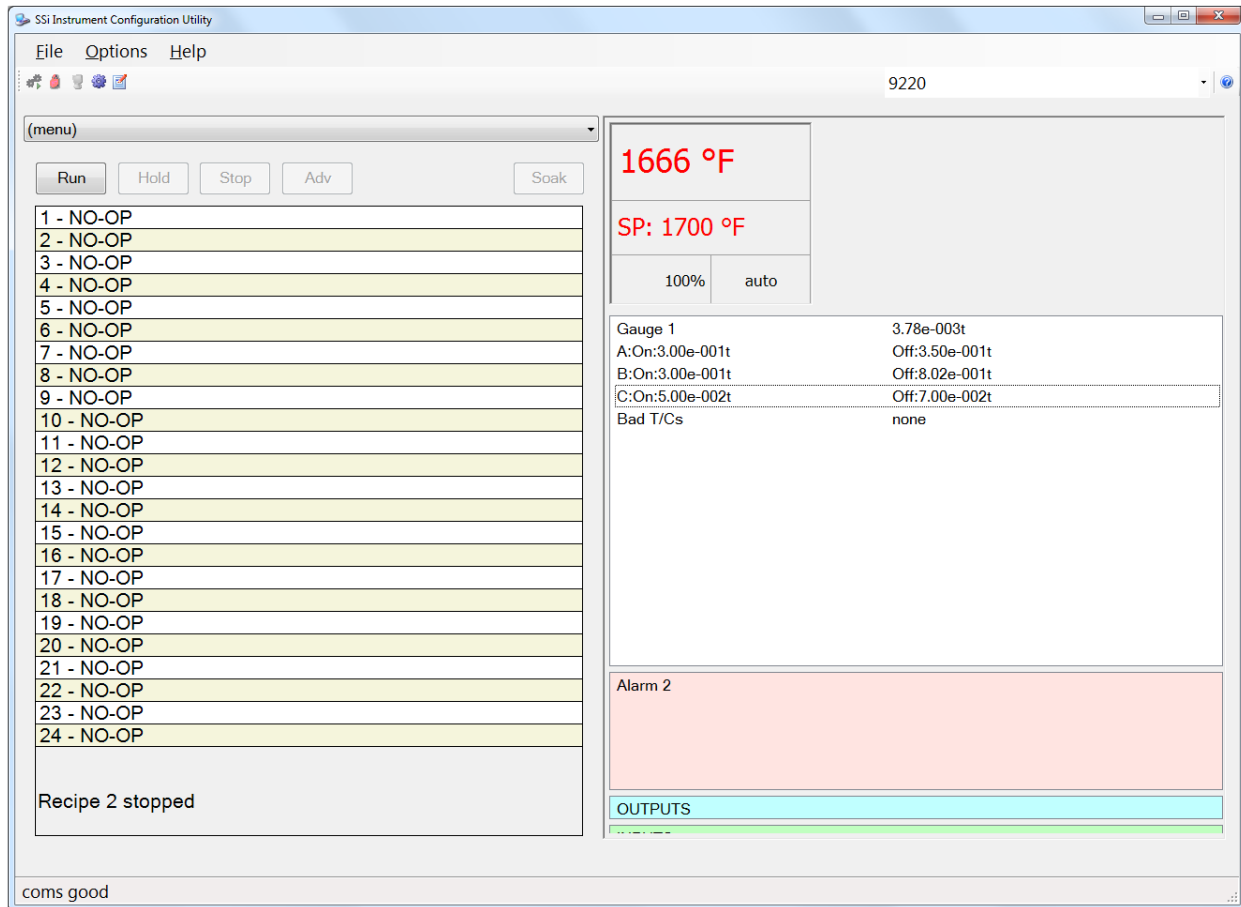 SSi Instrument Configuration Utility
File Options Help
9220
(menu)
Run Hold Stop Adv Soak
1 - NO-OP
2 - NO-OP
3 - NO-OP
4 - NO-OP
5 - NO-OP
6 - NO-OP
7 - NO-OP
8 - NO-OP
9 - NO-OP
10 - NO-OP
11 - NO-OP
12 - NO-OP
13 - NO-OP
14 - NO-OP
15 - NO-OP
16 - NO-OP
17 - NO-OP
18 - NO-OP
19 - NO-OP
20 - NO-OP
21 - NO-OP
22 - NO-OP
23 - NO-OP
24 - NO-OP
Recipe 2 stopped
1666 °F
SP: 1700 °F
100% auto
Gauge 1 3.78e-003t
A:On:3.00e-001t Off:3.50e-001t
B:On:3.00e-001t Off:8.02e-001t
C:On:5.00e-002t Off:7.00e-002t
Bad T/Cs none
Alarm 2
OUTPUTS
coms good